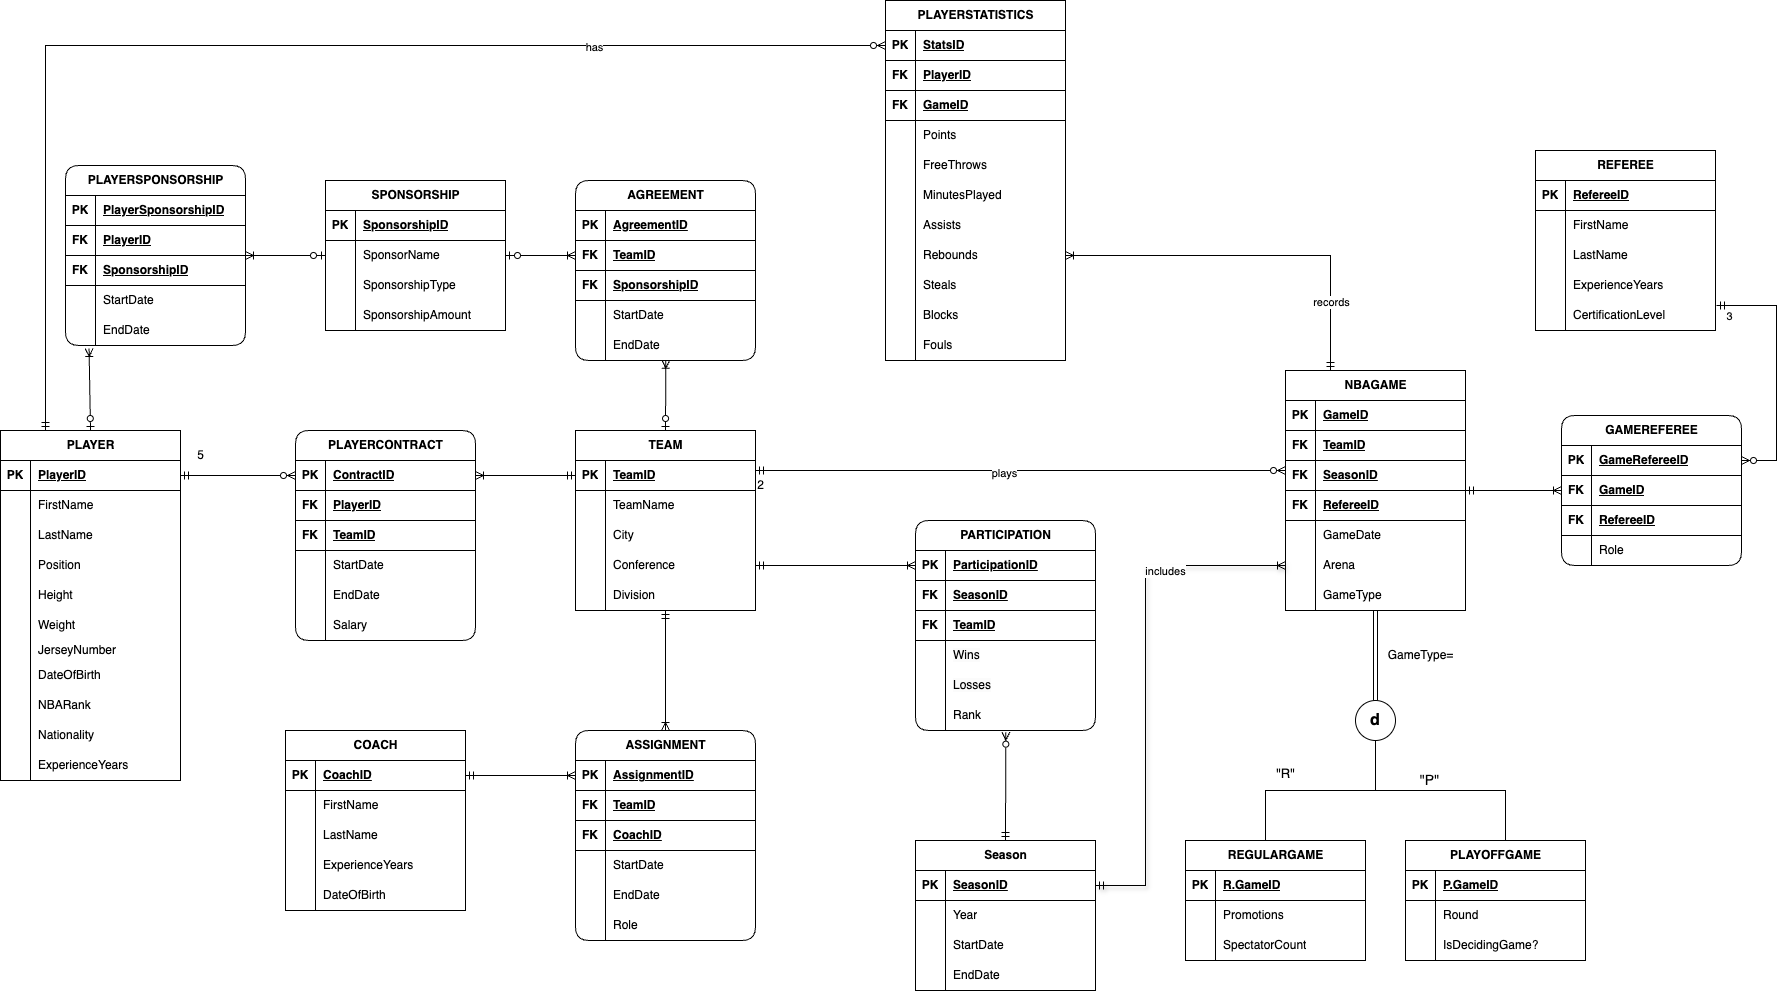 PLAYERSTATISTICS
PK StatsID
FK PlayerID
FK GameID
Points
FreeThrows
MinutesPlayed
Assists
Rebounds
Steals
Blocks
Fouls
has
REFEREE
PK RefereeID
FirstName
LastName
ExperienceYears
CertificationLevel
3
PLAYERSPONSORSHIP
PK PlayerSponsorshipID
FK PlayerID
FK SponsorshipID
StartDate
EndDate
SPONSORSHIP
PK SponsorshipID
SponsorName
SponsorshipType
SponsorshipAmount
AGREEMENT
PK AgreementID
FK TeamID
FK SponsorshipID
StartDate
EndDate
records
PLAYER
PK PlayerID
FirstName
LastName
Position
Height
Weight
JerseyNumber
DateOfBirth
NBARank
Nationality
ExperienceYears
5
PLAYERCONTRACT
PK ContractID
FK PlayerID
FK TeamID
StartDate
EndDate
Salary
TEAM
PK TeamID
TeamName
City
Conference
Division
2
plays
NBAGAME
PK GameID
FK TeamID
FK SeasonID
FK RefereeID
GameDate
Arena
GameType
GAMEREFEREE
PK GameRefereeID
FK GameID
FK RefereeID
Role
PARTICIPATION
PK ParticipationID
FK SeasonID
FK TeamID
Wins
Losses
Rank
includes
GameType=
d
"R"
"P"
COACH
PK CoachID
FirstName
LastName
ExperienceYears
DateOfBirth
ASSIGNMENT
PK AssignmentID
FK TeamID
FK CoachID
StartDate
EndDate
Role
Season
PK SeasonID
Year
StartDate
EndDate
REGULARGAME
PK R.GameID
Promotions
SpectatorCount
PLAYOFFGAME
PK P.GameID
Round
IsDecidingGame?